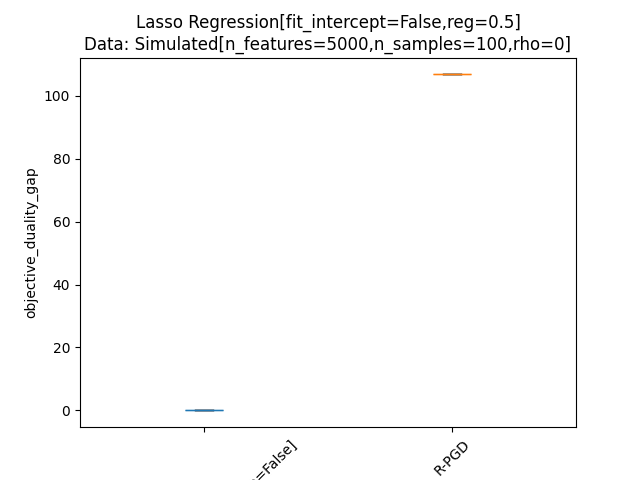 Lasso Regression[fit_intercept=False,reg=0.5]
Data: Simulated[n_features=5000,n_samples=100,rho=0]
objective_duality_gap
100
80
60
40
20
0
=False]
R-PGD